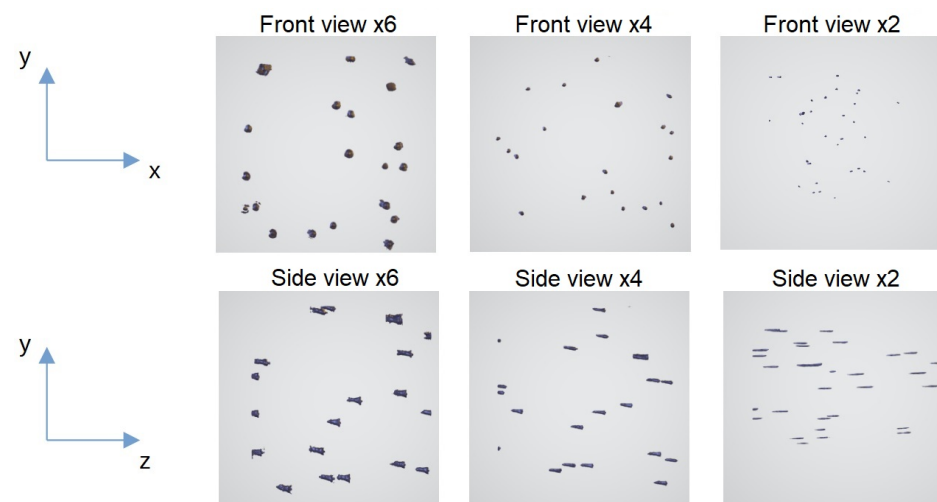 Front view x6
Front view x4
Front view x2
y
x
Side view x6
Side view x4
Side view x2
y
z